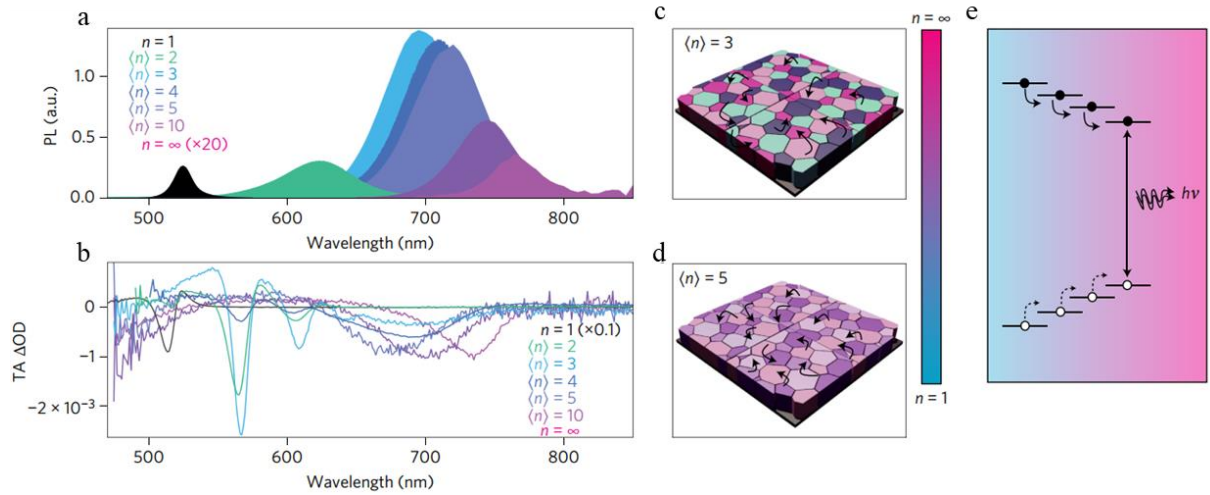 a
n = 1
⟨n⟩ = 2
⟨n⟩ = 3
⟨n⟩ = 4
⟨n⟩ = 5
⟨n⟩ = 10
n = ∞ (×20)
PL (a.u.)
1.0
0.5
0.0
500 600 700 800
Wavelength (nm)
b
TA ΔOD
0
−1
−2 × 10⁻³
n = 1 (×0.1)
⟨n⟩ = 2
⟨n⟩ = 3
⟨n⟩ = 4
⟨n⟩ = 5
⟨n⟩ = 10
n = ∞
500 600 700 800
Wavelength (nm)
c
⟨n⟩ = 3
d
⟨n⟩ = 5
n = ∞
n = 1
e
hν